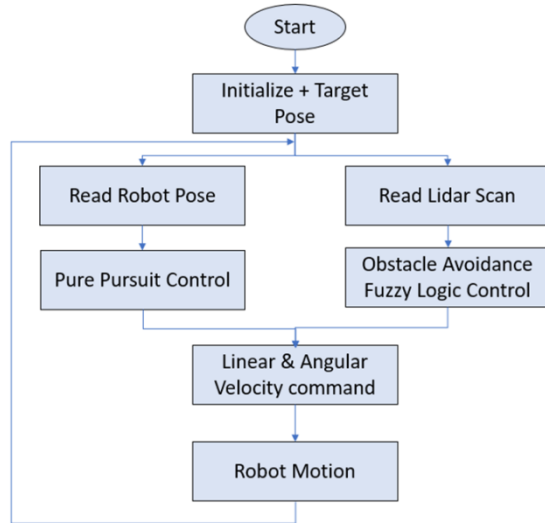 Start
Initialize + Target
Pose
Read Robot Pose
Read Lidar Scan
Pure Pursuit Control
Obstacle Avoidance
Fuzzy Logic Control
Linear & Angular
Velocity command
Robot Motion